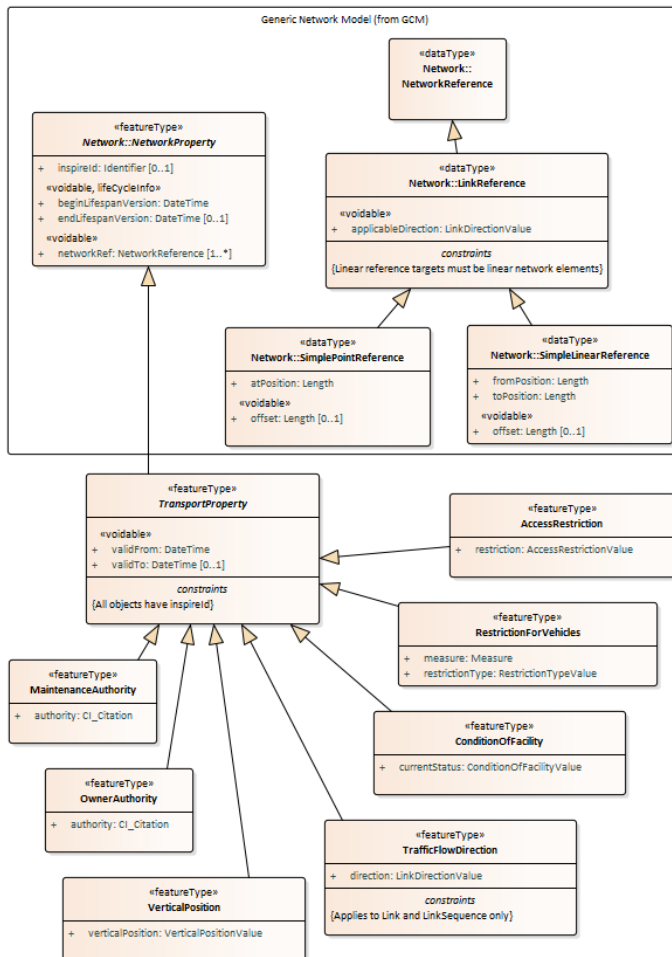 Generic Network Model (from GCM)
«dataType»
Network::
NetworkReference
«featureType»
Network::NetworkProperty
+ inspireId: Identifier [0..1]
«voidable, lifeCycleInfo»
+ beginLifespanVersion: DateTime
+ endLifespanVersion: DateTime [0..1]
«voidable»
+ networkRef: NetworkReference [1..*]
«dataType»
Network::LinkReference
«voidable»
+ applicableDirection: LinkDirectionValue
constraints
{Linear reference targets must be linear network elements}
«dataType»
Network::SimplePointReference
+ atPosition: Length
«voidable»
+ offset: Length [0..1]
«dataType»
Network::SimpleLinearReference
+ fromPosition: Length
+ toPosition: Length
«voidable»
+ offset: Length [0..1]
«featureType»
TransportProperty
«voidable»
+ validFrom: DateTime
+ validTo: DateTime [0..1]
constraints
{All objects have inspireId}
«featureType»
AccessRestriction
+ restriction: AccessRestrictionValue
«featureType»
RestrictionForVehicles
+ measure: Measure
+ restrictionType: RestrictionTypeValue
«featureType»
MaintenanceAuthority
+ authority: CI_Citation
«featureType»
ConditionOfFacility
+ currentStatus: ConditionOfFacilityValue
«featureType»
OwnerAuthority
+ authority: CI_Citation
«featureType»
TrafficFlowDirection
+ direction: LinkDirectionValue
constraints
{Applies to Link and LinkSequence only}
«featureType»
VerticalPosition
+ verticalPosition: VerticalPositionValue